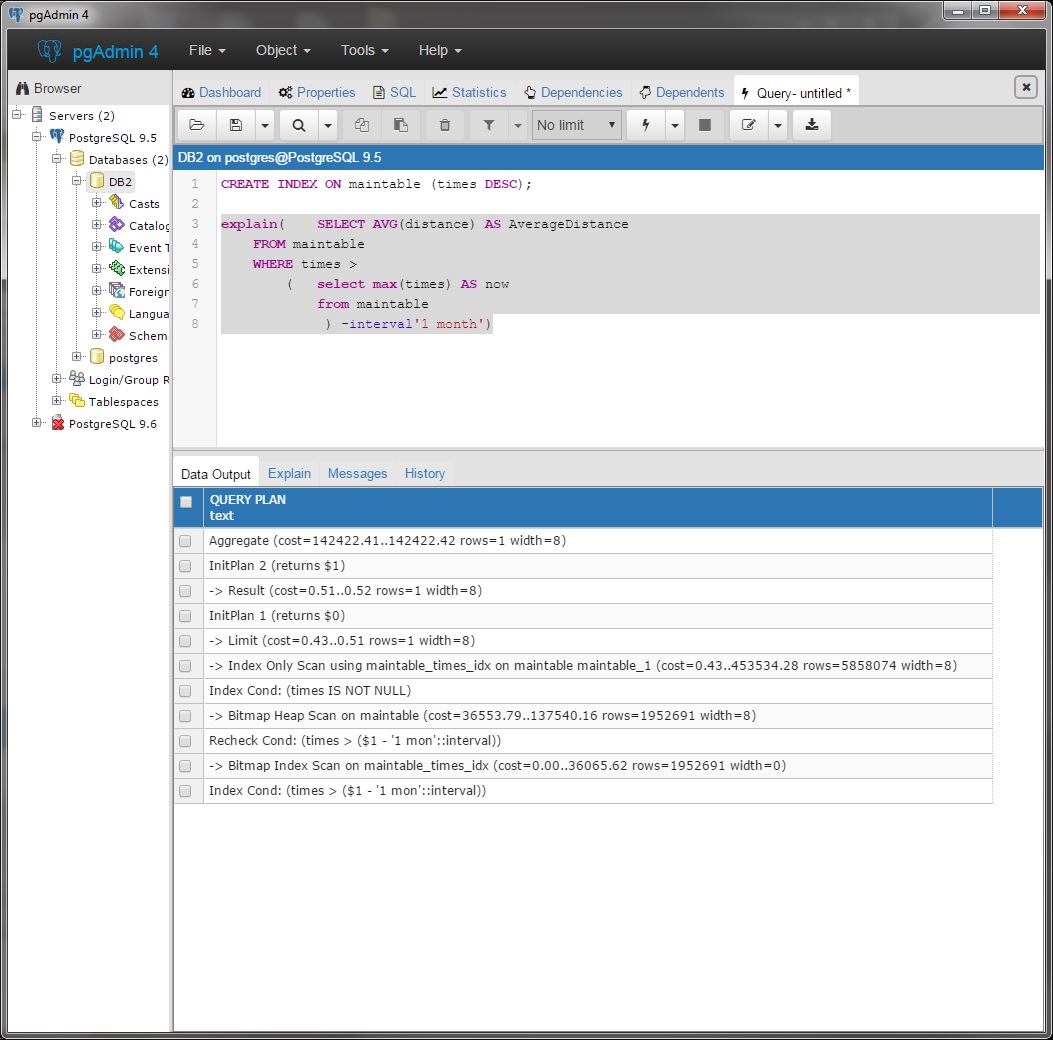 pgAdmin 4
pgAdmin 4 File Object Tools Help
Browser
Dashboard Properties SQL Statistics Dependencies Dependents Query- untitled *
Servers (2)
PostgreSQL 9.5
Databases (2)
DB2
Casts
Catalog
Event T
Extensi
Foreign
Langua
Schem
postgres
Login/Group R
Tablespaces
PostgreSQL 9.6
No limit
DB2 on postgres@PostgreSQL 9.5
1 CREATE INDEX ON maintable (times DESC);
2
3 explain( SELECT AVG(distance) AS AverageDistance
4 FROM maintable
5 WHERE times >
6 ( select max(times) AS now
7 from maintable
8 ) -interval'1 month')
Data Output Explain Messages History
QUERY PLAN
text
Aggregate (cost=142422.41..142422.42 rows=1 width=8)
InitPlan 2 (returns $1)
-> Result (cost=0.51..0.52 rows=1 width=8)
InitPlan 1 (returns $0)
-> Limit (cost=0.43..0.51 rows=1 width=8)
-> Index Only Scan using maintable_times_idx on maintable maintable_1 (cost=0.43..453534.28 rows=5858074 width=8)
Index Cond: (times IS NOT NULL)
-> Bitmap Heap Scan on maintable (cost=36553.79..137540.16 rows=1952691 width=8)
Recheck Cond: (times > ($1 - '1 mon'::interval))
-> Bitmap Index Scan on maintable_times_idx (cost=0.00..36065.62 rows=1952691 width=0)
Index Cond: (times > ($1 - '1 mon'::interval))